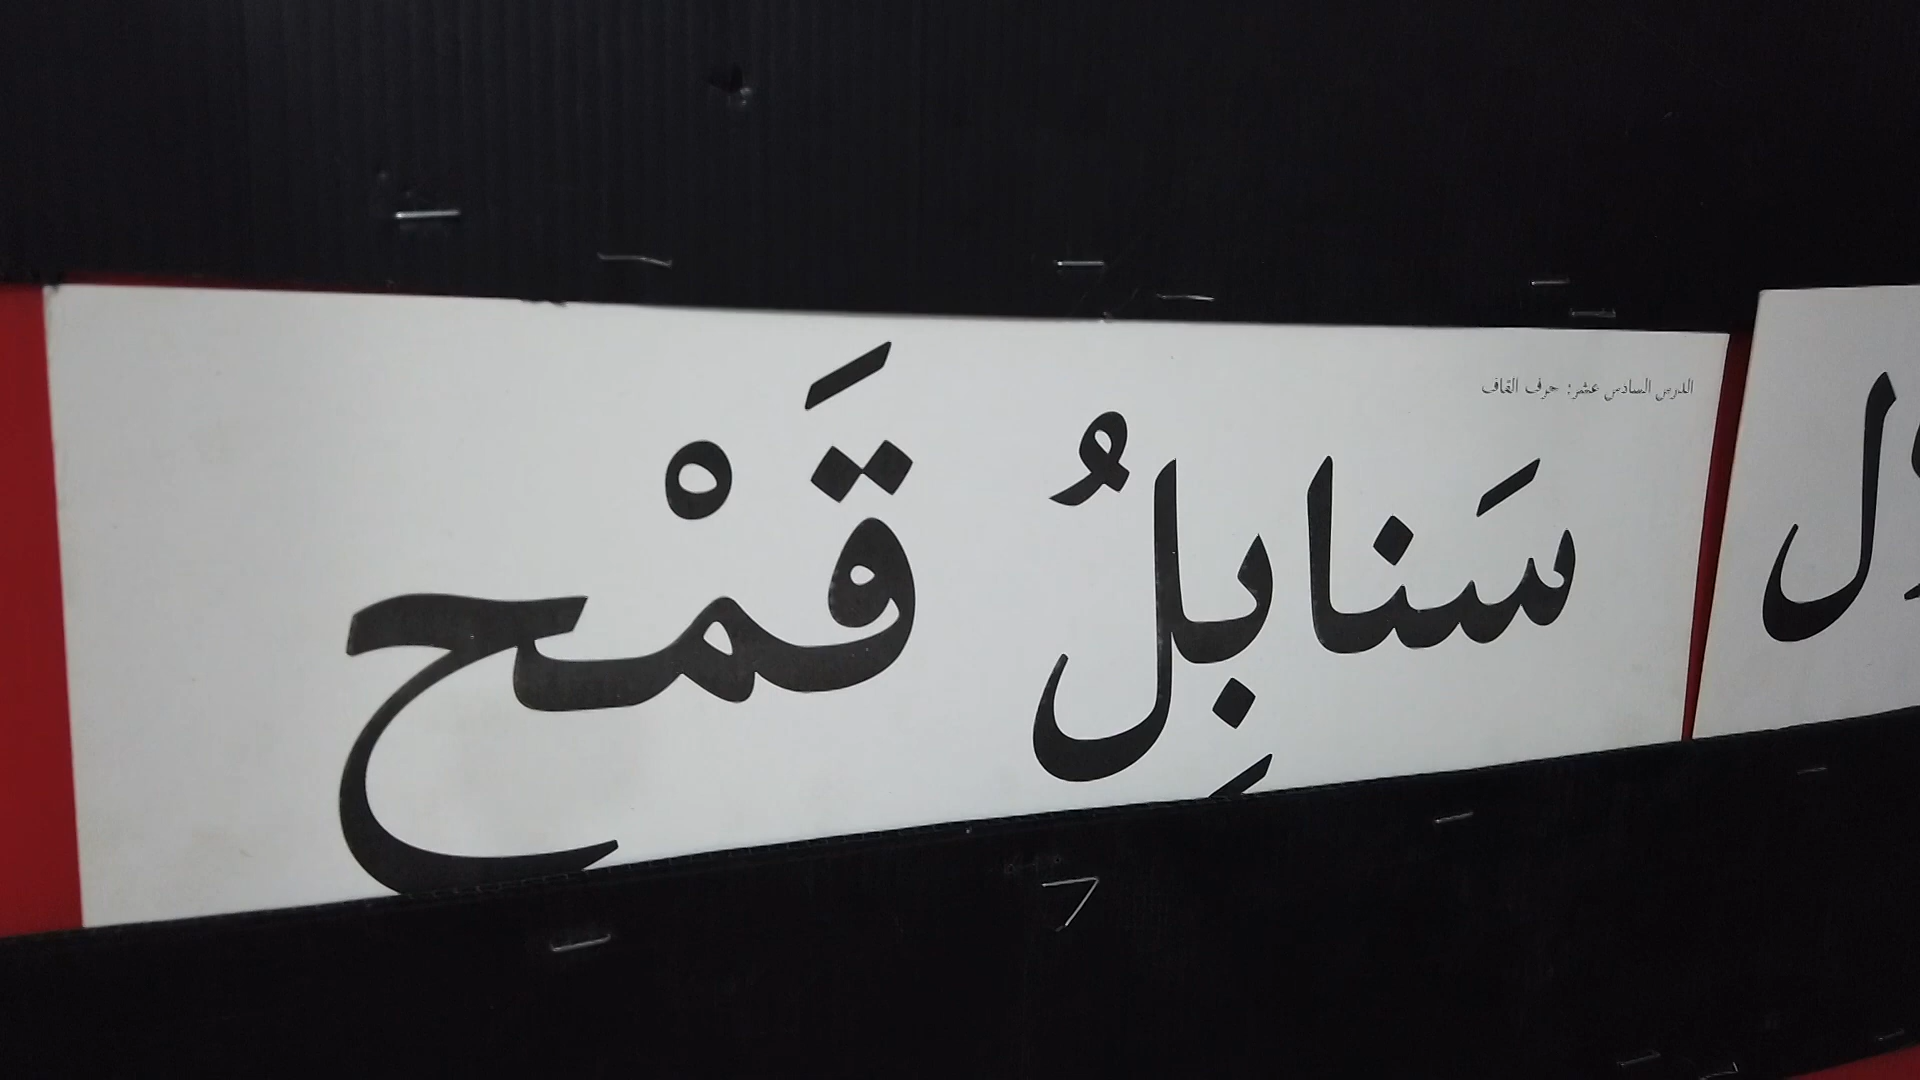 الدرس السادس عشر: حرف القاف
سَنابِلُ قَمْح